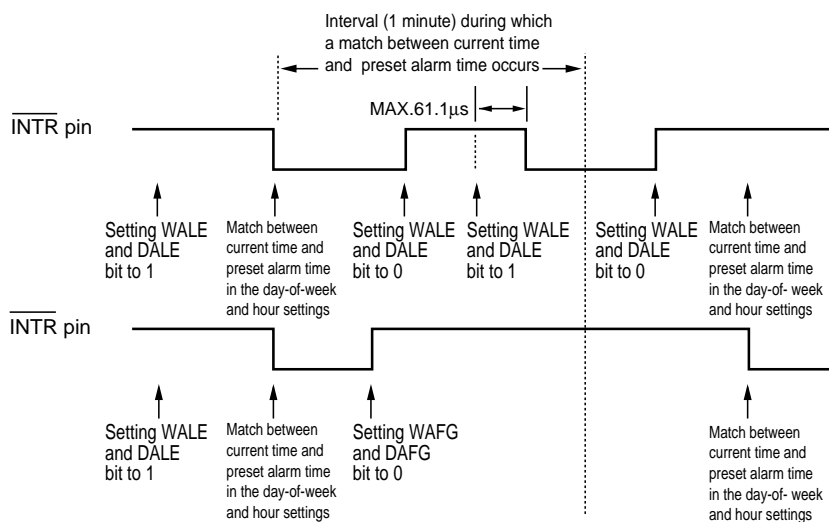 Interval (1 minute) during which
a match between current time
and preset alarm time occurs
MAX.61.1μs
INTR pin
Setting WALE
and DALE
bit to 1
Match between
current time and
preset alarm time
in the day-of-week
and hour settings
Setting WALE
and DALE
bit to 0
Setting WALE
and DALE
bit to 1
Setting WALE
and DALE
bit to 0
Match between
current time and
preset alarm time
in the day-of- week
and hour settings
INTR pin
Setting WALE
and DALE
bit to 1
Match between
current time and
preset alarm time
in the day-of-week
and hour settings
Setting WAFG
and DAFG
bit to 0
Match between
current time and
preset alarm time
in the day-of- week
and hour settings